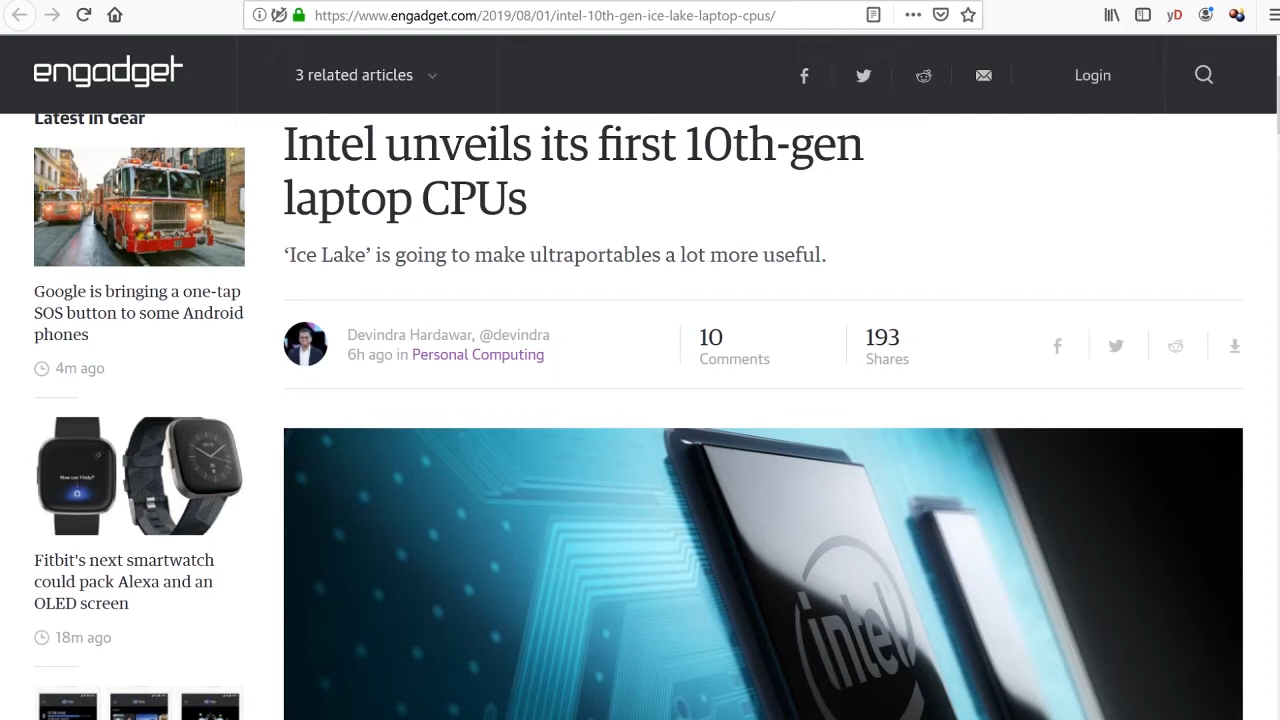 https://www.engadget.com/2019/08/01/intel-10th-gen-ice-lake-laptop-cpus/
yD
engadget
3 related articles
Login
Latest in Gear
Google is bringing a one-tap
SOS button to some Android
phones
4m ago
How can I help?
Fitbit's next smartwatch
could pack Alexa and an
OLED screen
18m ago
Intel unveils its first 10th-gen
laptop CPUs
‘Ice Lake’ is going to make ultraportables a lot more useful.
Devindra Hardawar, @devindra
6h ago in Personal Computing
10
Comments
193
Shares
intel